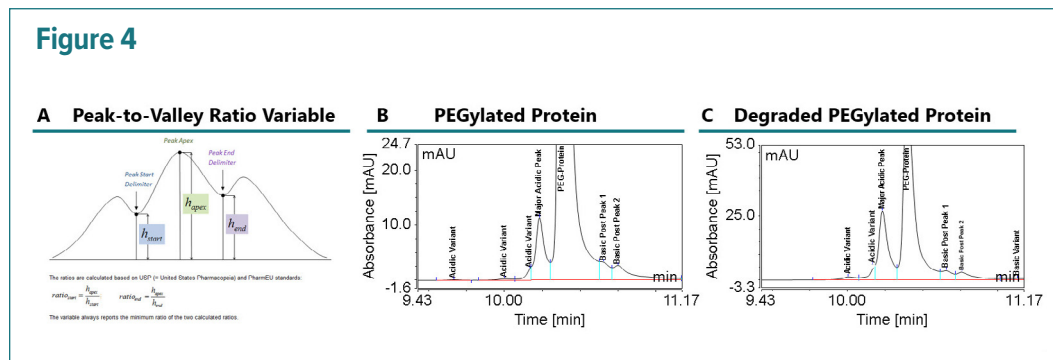 Figure 4
A Peak-to-Valley Ratio Variable
Peak Apex
Peak End
Delimiter
Peak Start
Delimiter
h_apex
h_end
h_start
The ratios are calculated based on USP (= United States Pharmacopeia) and PharmEU standards:
ratio_start = h_apex / h_start ratio_end = h_apex / h_end
The variable always reports the minimum ratio of the two calculated ratios.
B PEGylated Protein
24.7
mAU
20.0
10.0
-1.6
Absorbance [mAU]
Acidic Variant
Acidic Variant
Acidic Variant
Major Acidic Peak
PEG-Protein
Basic Post Peak 1
Basic Post Peak 2
min
9.43
10.00
11.17
Time [min]
C Degraded PEGylated Protein
53.0
mAU
25.0
-3.3
Absorbance [mAU]
Acidic Variant
Acidic Variant
Major Acidic Peak
PEG-Protein
Basic Post Peak 1
Basic Post Peak 2
Basic Variant
min
9.43
10.00
11.17
Time [min]